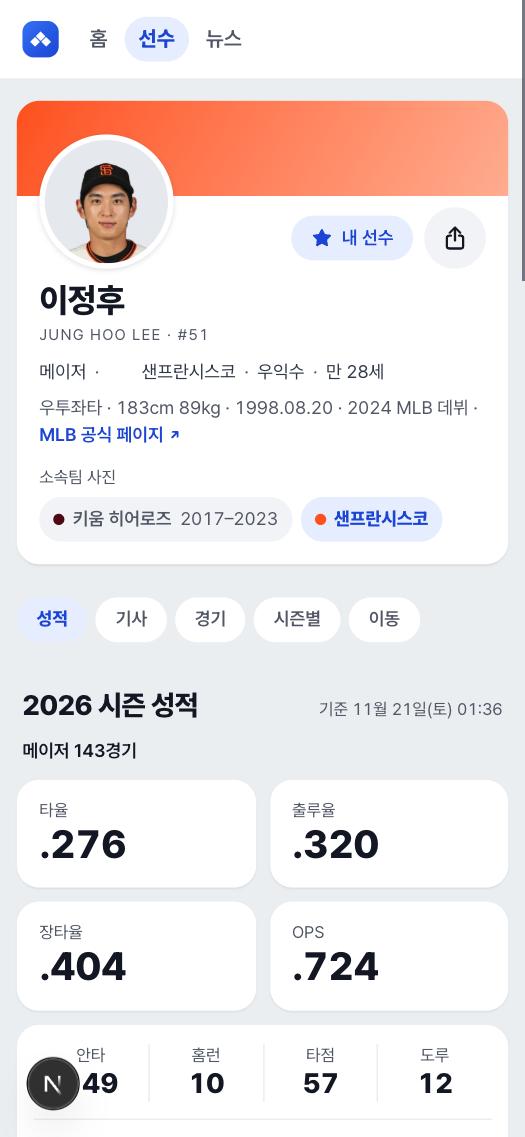 홈 선수 뉴스
내 선수
이정후
JUNG HOO LEE · #51
메이저 · 샌프란시스코 · 우익수 · 만 28세
우투좌타 · 183cm 89kg · 1998.08.20 · 2024 MLB 데뷔 ·
MLB 공식 페이지 ↗
소속팀 사진
키움 히어로즈 2017–2023 샌프란시스코
성적 기사 경기 시즌별 이동
2026 시즌 성적 기준 11월 21일(토) 01:36
메이저 143경기
타율 출루율
.276 .320
장타율 OPS
.404 .724
안타 홈런 타점 도루
N 49 10 57 12